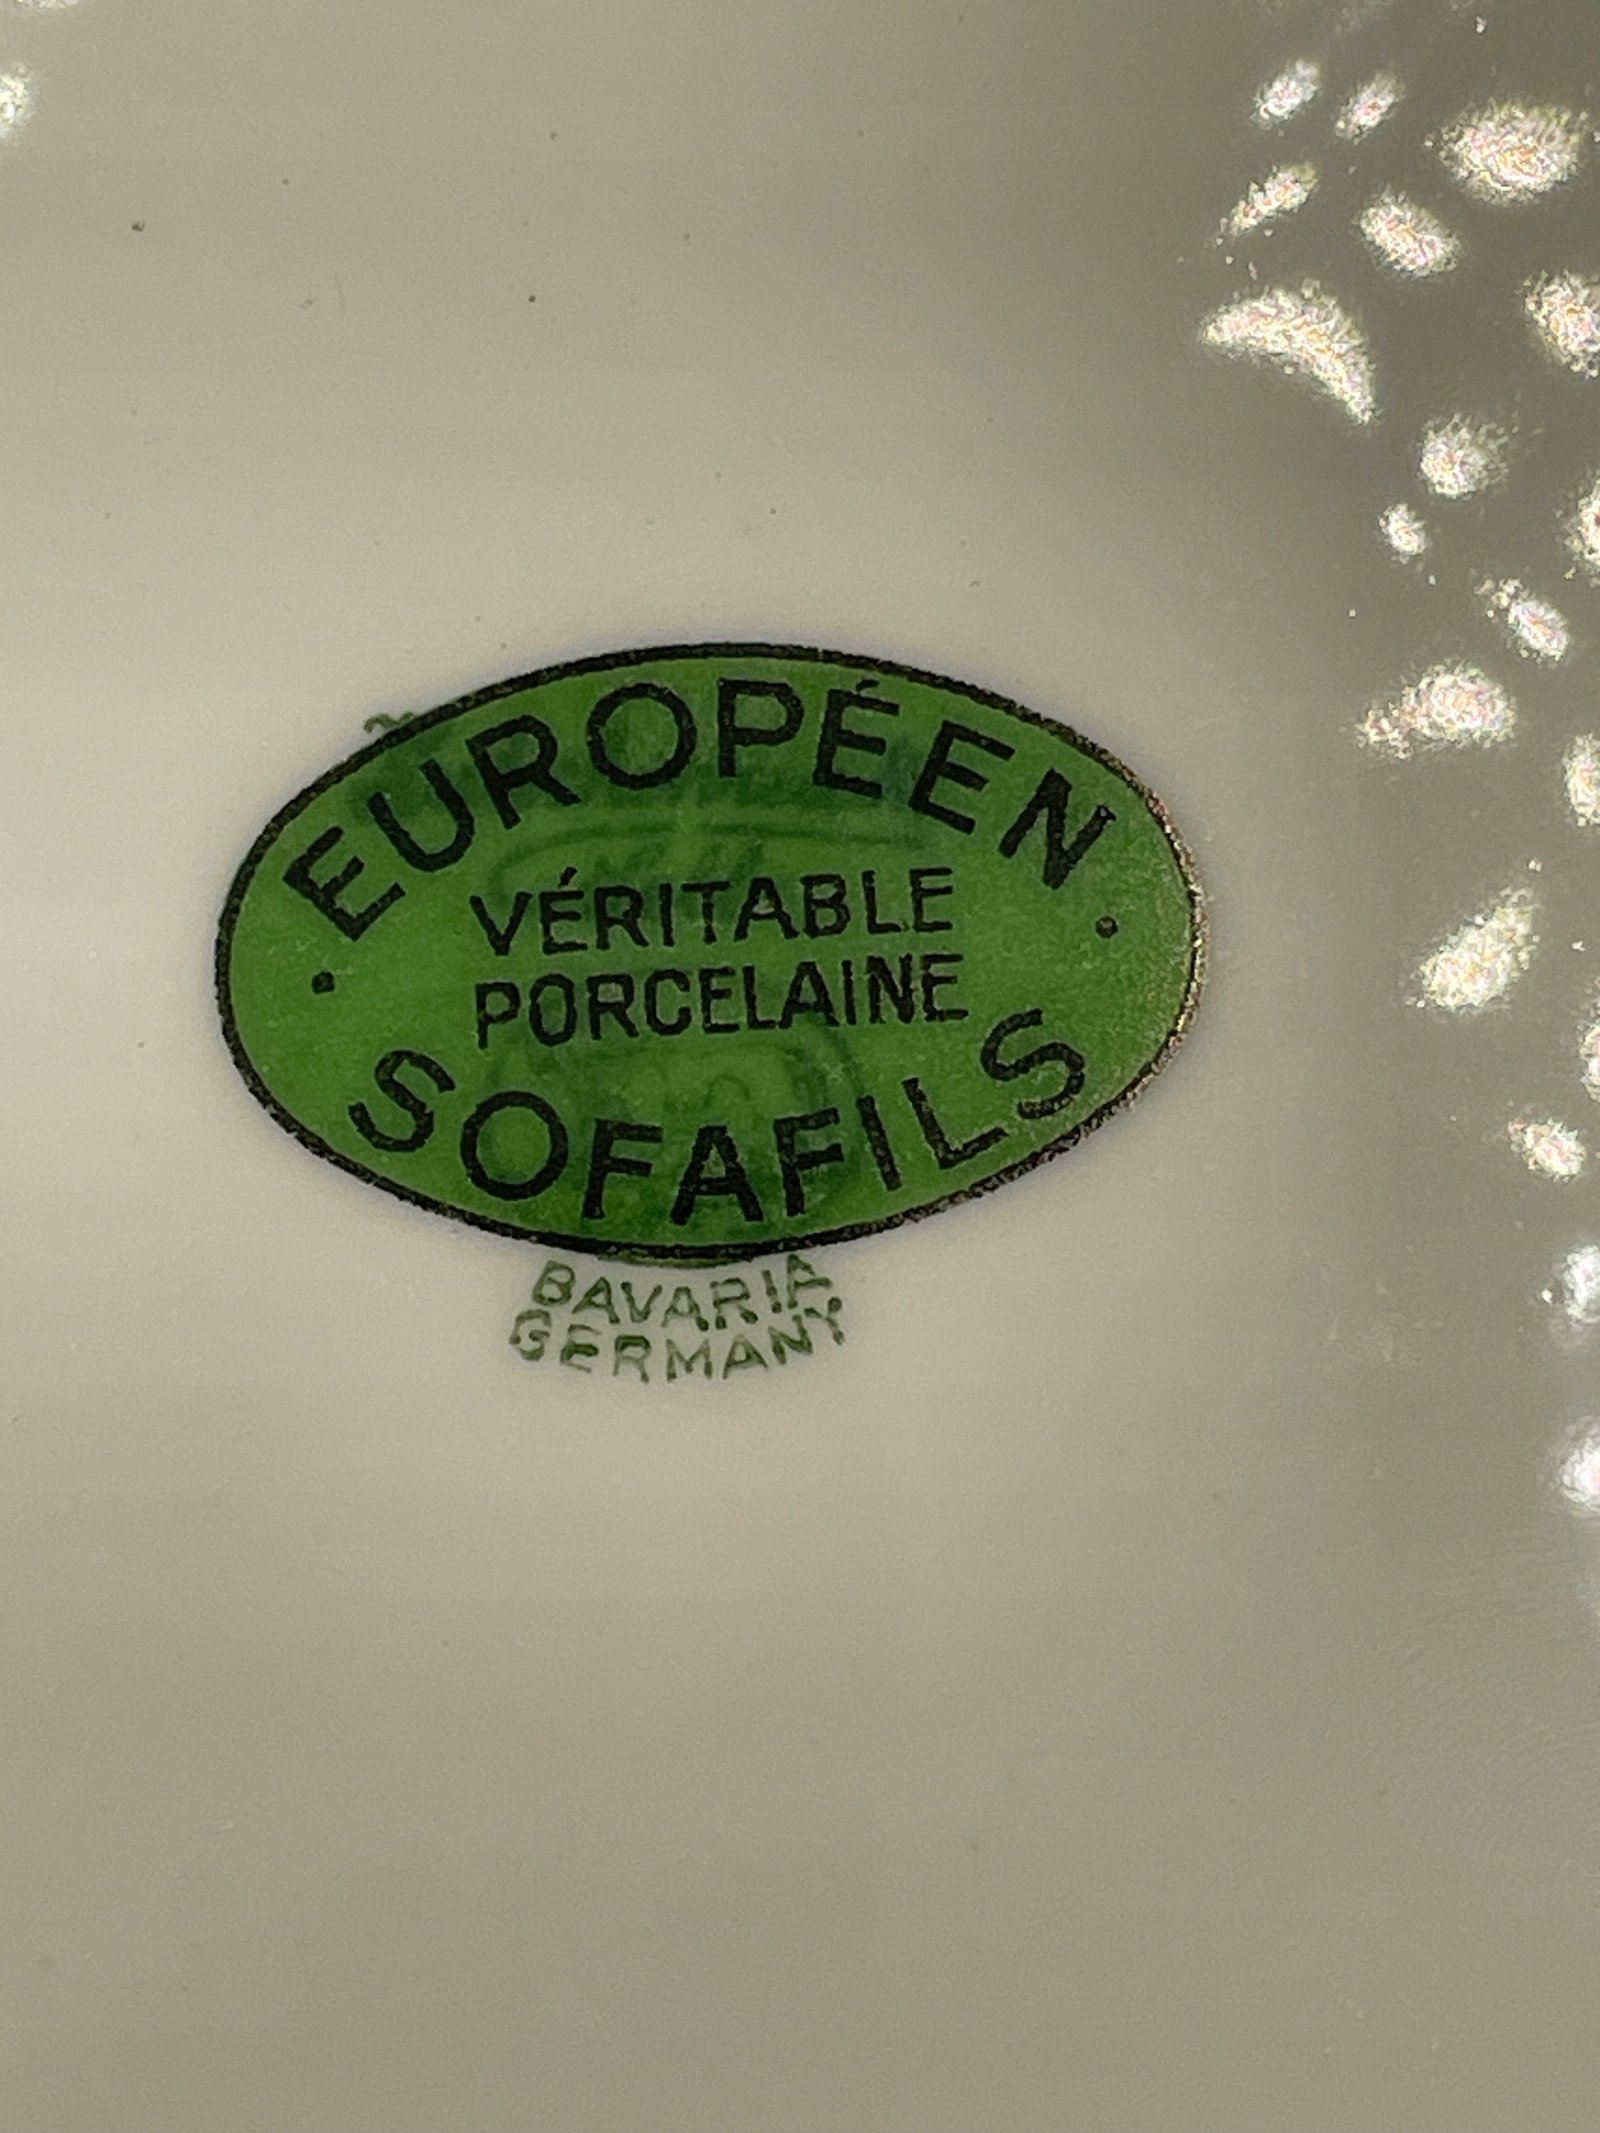 EUROPÉEN
VÉRITABLE
PORCELAINE
SOFAFILS
BAVARIA
GERMANY